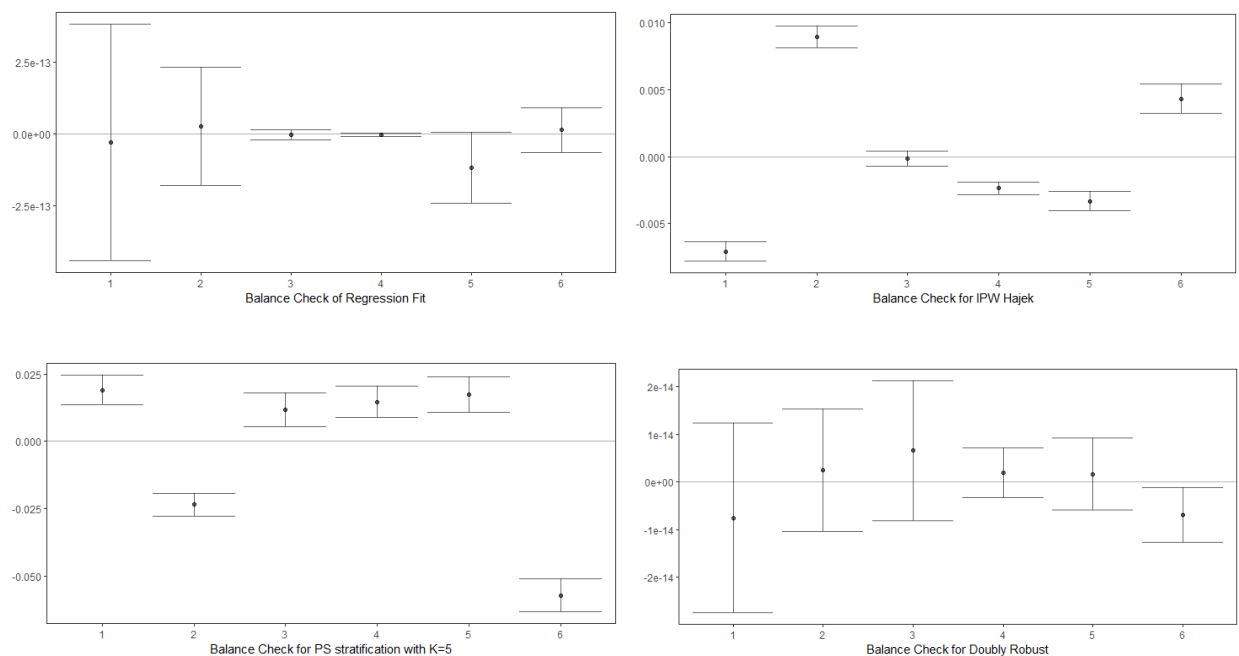 2.5e-13
0.0e+00
-2.5e-13
1 2 3 4 5 6
Balance Check of Regression Fit
0.010
0.005
0.000
-0.005
1 2 3 4 5 6
Balance Check for IPW Hajek
0.025
0.000
-0.025
-0.050
1 2 3 4 5 6
Balance Check for PS stratification with K=5
2e-14
1e-14
0e+00
-1e-14
-2e-14
1 2 3 4 5 6
Balance Check for Doubly Robust